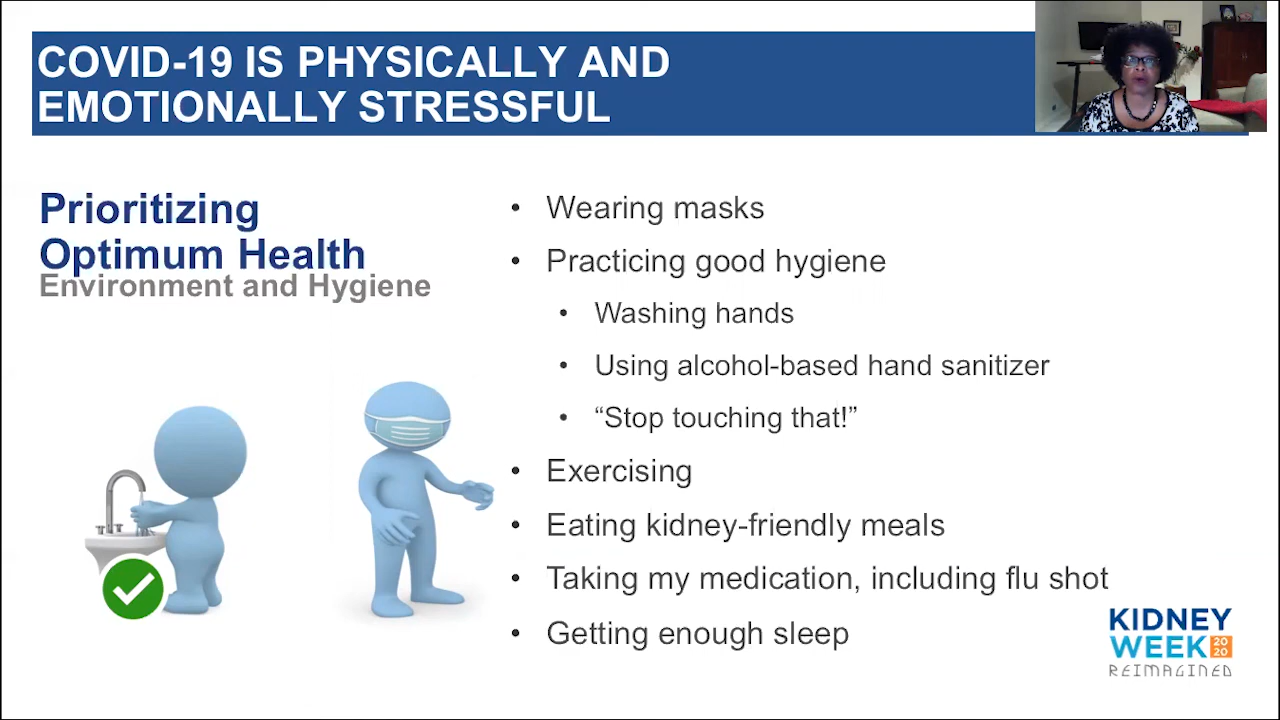 COVID-19 IS PHYSICALLY AND
EMOTIONALLY STRESSFUL
Prioritizing
Optimum Health
Environment and Hygiene
• Wearing masks
• Practicing good hygiene
• Washing hands
• Using alcohol-based hand sanitizer
• “Stop touching that!”
• Exercising
• Eating kidney-friendly meals
• Taking my medication, including flu shot
• Getting enough sleep
KIDNEY
WEEK 20
20
REIMAGINED